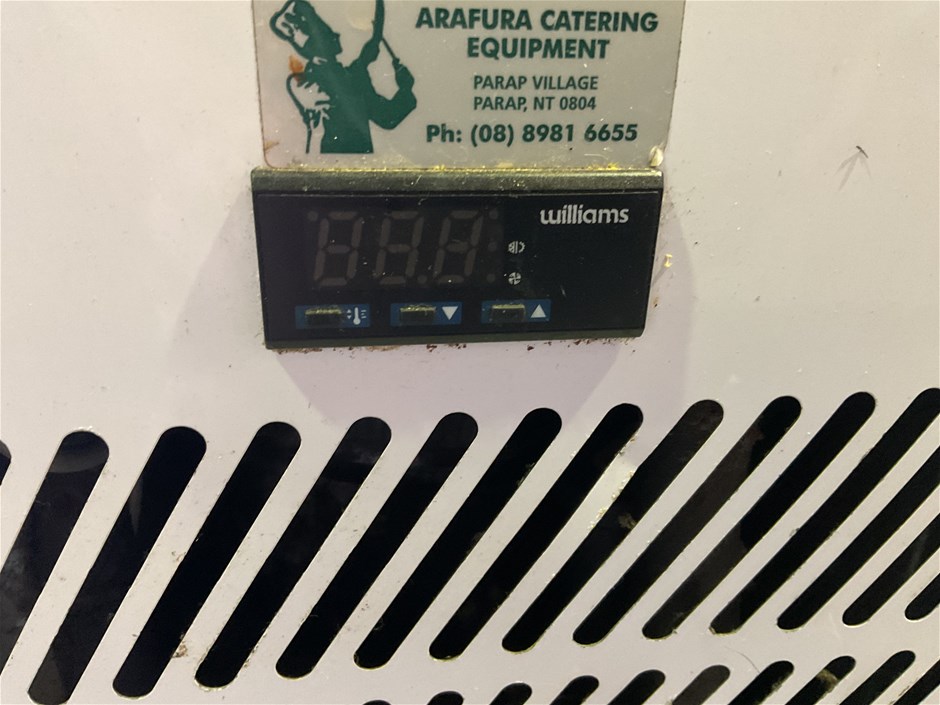 ARAFURA CATERING
EQUIPMENT
PARAP VILLAGE
PARAP, NT 0804
Ph: (08) 8981 6655
williams